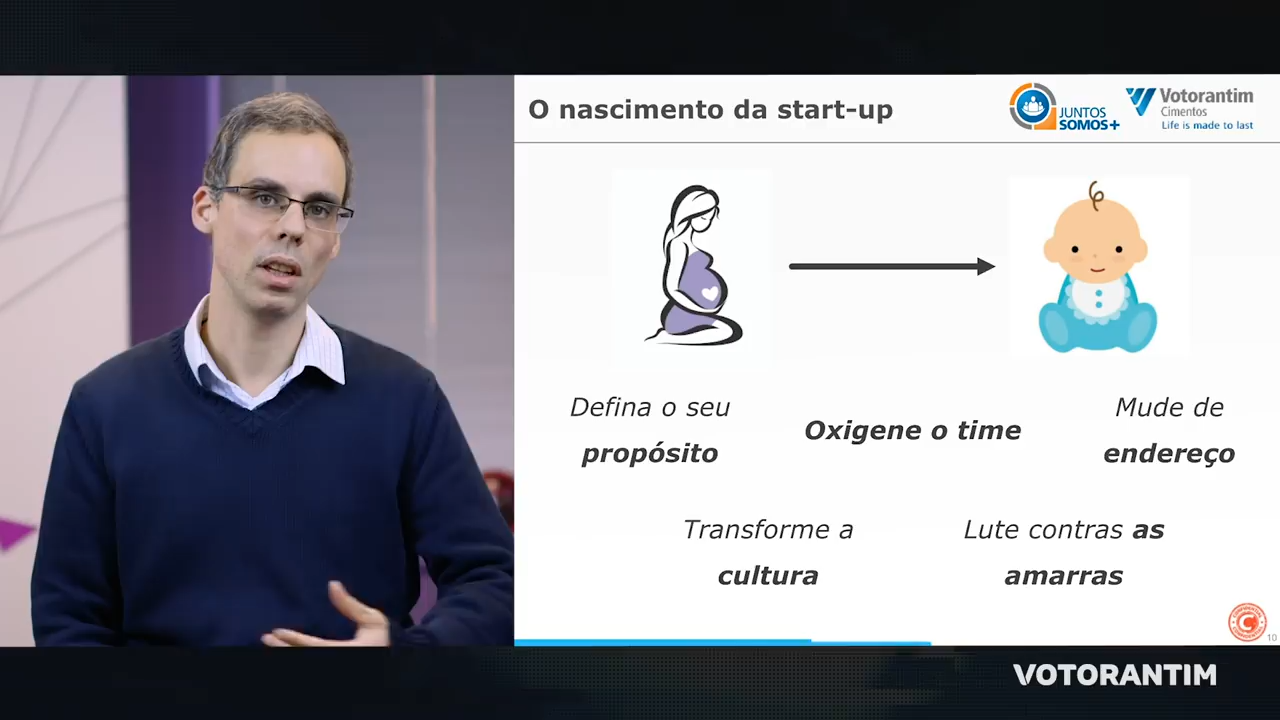 O nascimento da start-up
JUNTOS
SOMOS+
Votorantim
Cimentos
Life is made to last
Defina o seu
propósito
Oxigene o time
Mude de
endereço
Transforme a
cultura
Lute contras as
amarras
C
10
VOTORANTIM